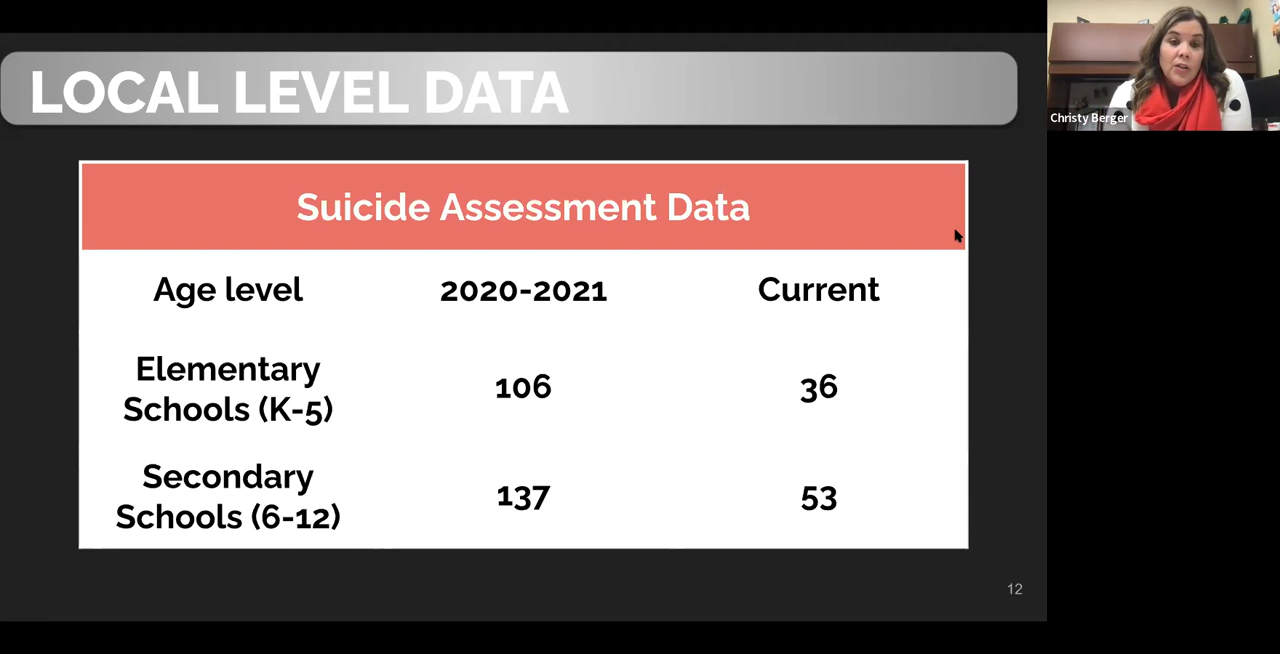 LOCAL LEVEL DATA
Christy Berger
Suicide Assessment Data
Age level 2020-2021 Current
Elementary
Schools (K-5) 106 36
Secondary
Schools (6-12) 137 53
12